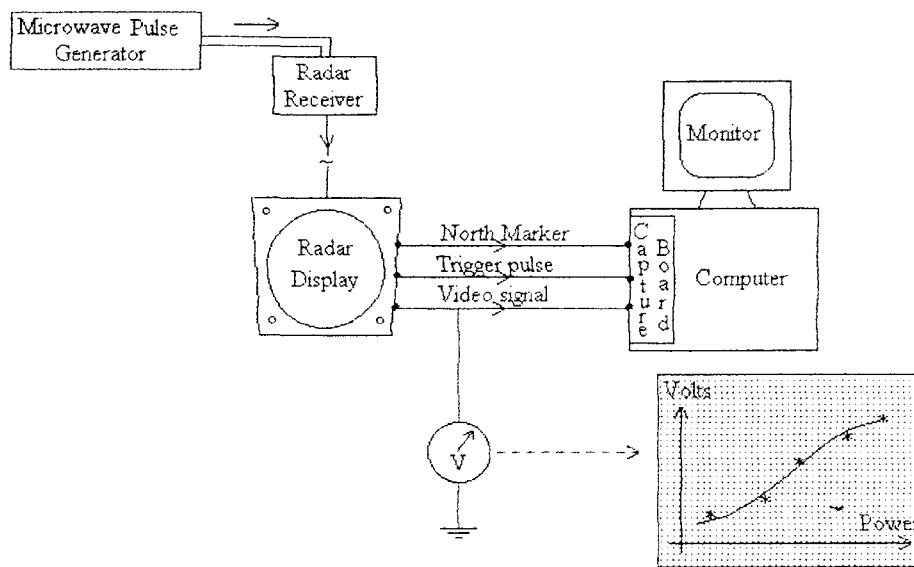 Microwave Pulse
Generator
Radar
Receiver
~
Monitor
Radar
Display
North Marker
Trigger pulse
Video signal
Capture
Board
Computer
V
Volts
Power